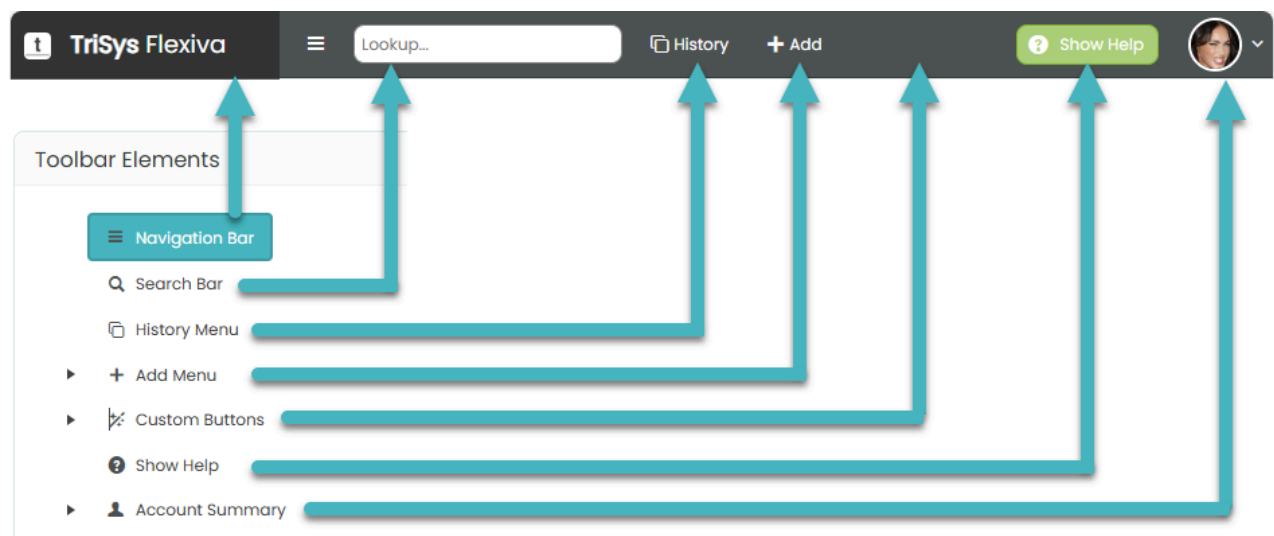 t TriSys Flexiva Lookup... History + Add ? Show Help
Toolbar Elements
Navigation Bar
Search Bar
History Menu
+ Add Menu
Custom Buttons
? Show Help
Account Summary